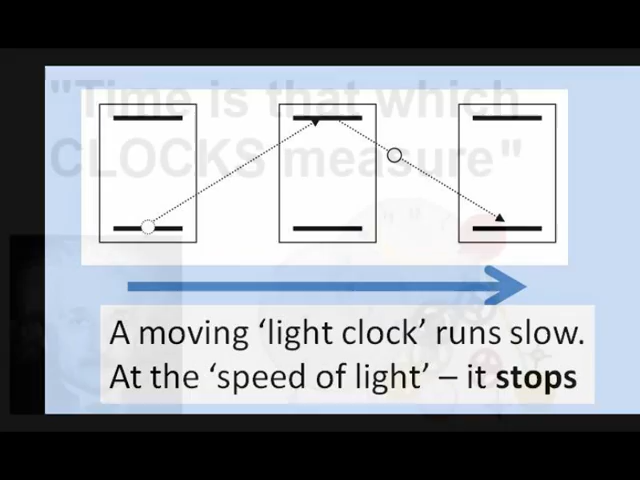 "Time is that which
CLOCKS measure"
A moving ‘light clock’ runs slow.
At the ‘speed of light’ – it stops